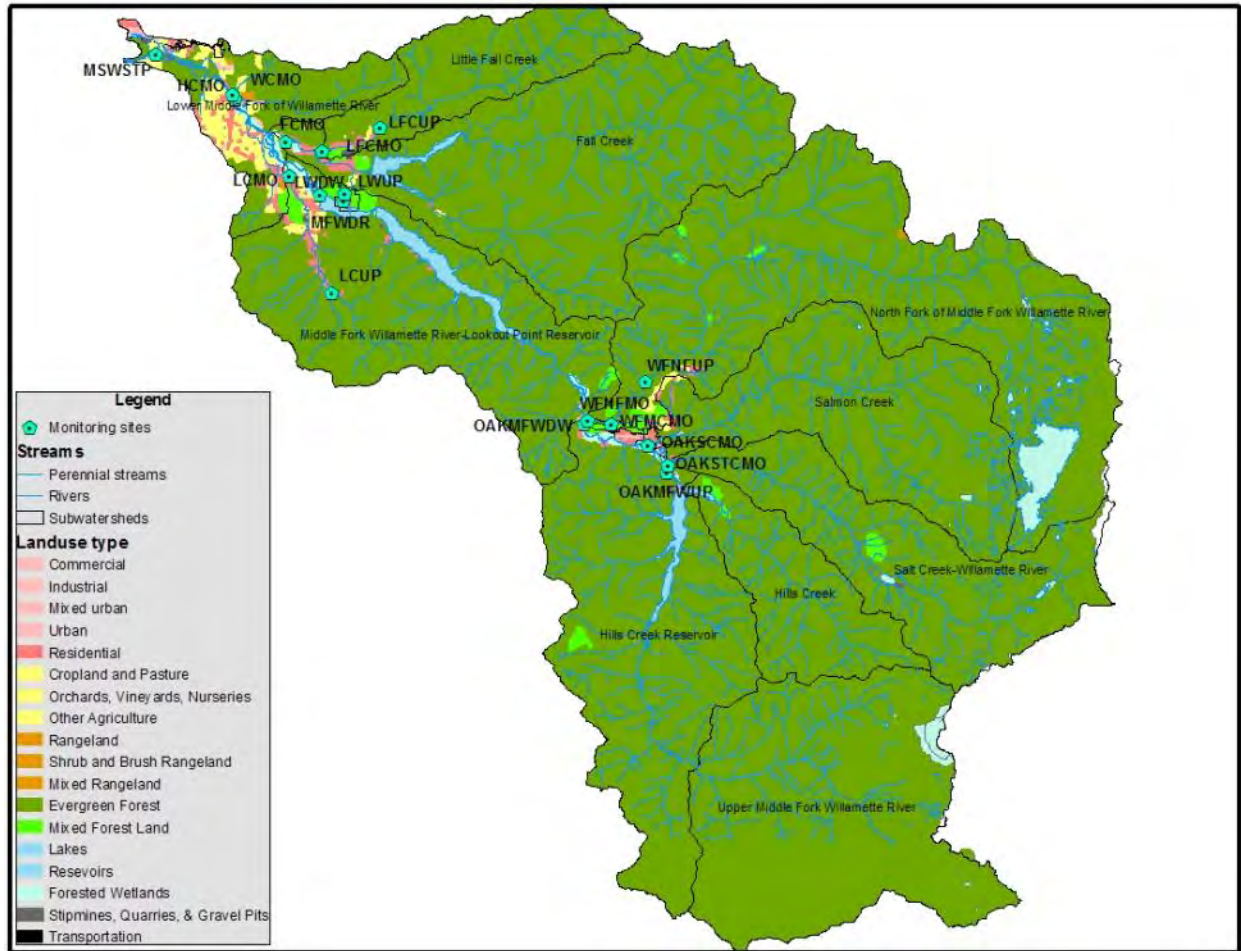 MSWSTP
HCMO
WCMO
Little Fall Creek
Lower Middle Fork of Willamette River
FCMO
LFCUP
LFCMO
Fall Creek
LCMO
LWDW
LWUP
MFWDR
LCUP
Middle Fork Willamette River-Lookout Point Reservoir
North Fork of Middle Fork Willamette River
WFNFUP
Salmon Creek
WFNFMO
OAKMFWDW
WFMCMO
OAKSCMO
OAKSTCMO
OAKMFWUP
Salt Creek-Willamette River
Hills Creek
Hills Creek Reservoir
Upper Middle Fork Willamette River
Legend
Monitoring sites
Streams
Perennial streams
Rivers
Subwatersheds
Landuse type
Commercial
Industrial
Mixed urban
Urban
Residential
Cropland and Pasture
Orchards, Vineyards, Nurseries
Other Agriculture
Rangeland
Shrub and Brush Rangeland
Mixed Rangeland
Evergreen Forest
Mixed Forest Land
Lakes
Resevoirs
Forested Wetlands
Stipmines, Quarries, & Gravel Pits
Transportation